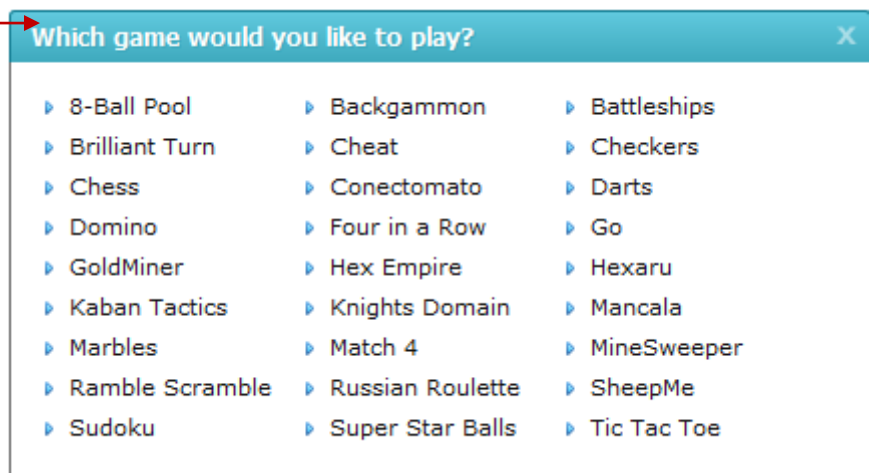 Which game would you like to play? X
8-Ball Pool Backgammon Battleships
Brilliant Turn Cheat Checkers
Chess Conectomato Darts
Domino Four in a Row Go
GoldMiner Hex Empire Hexaru
Kaban Tactics Knights Domain Mancala
Marbles Match 4 MineSweeper
Ramble Scramble Russian Roulette SheepMe
Sudoku Super Star Balls Tic Tac Toe